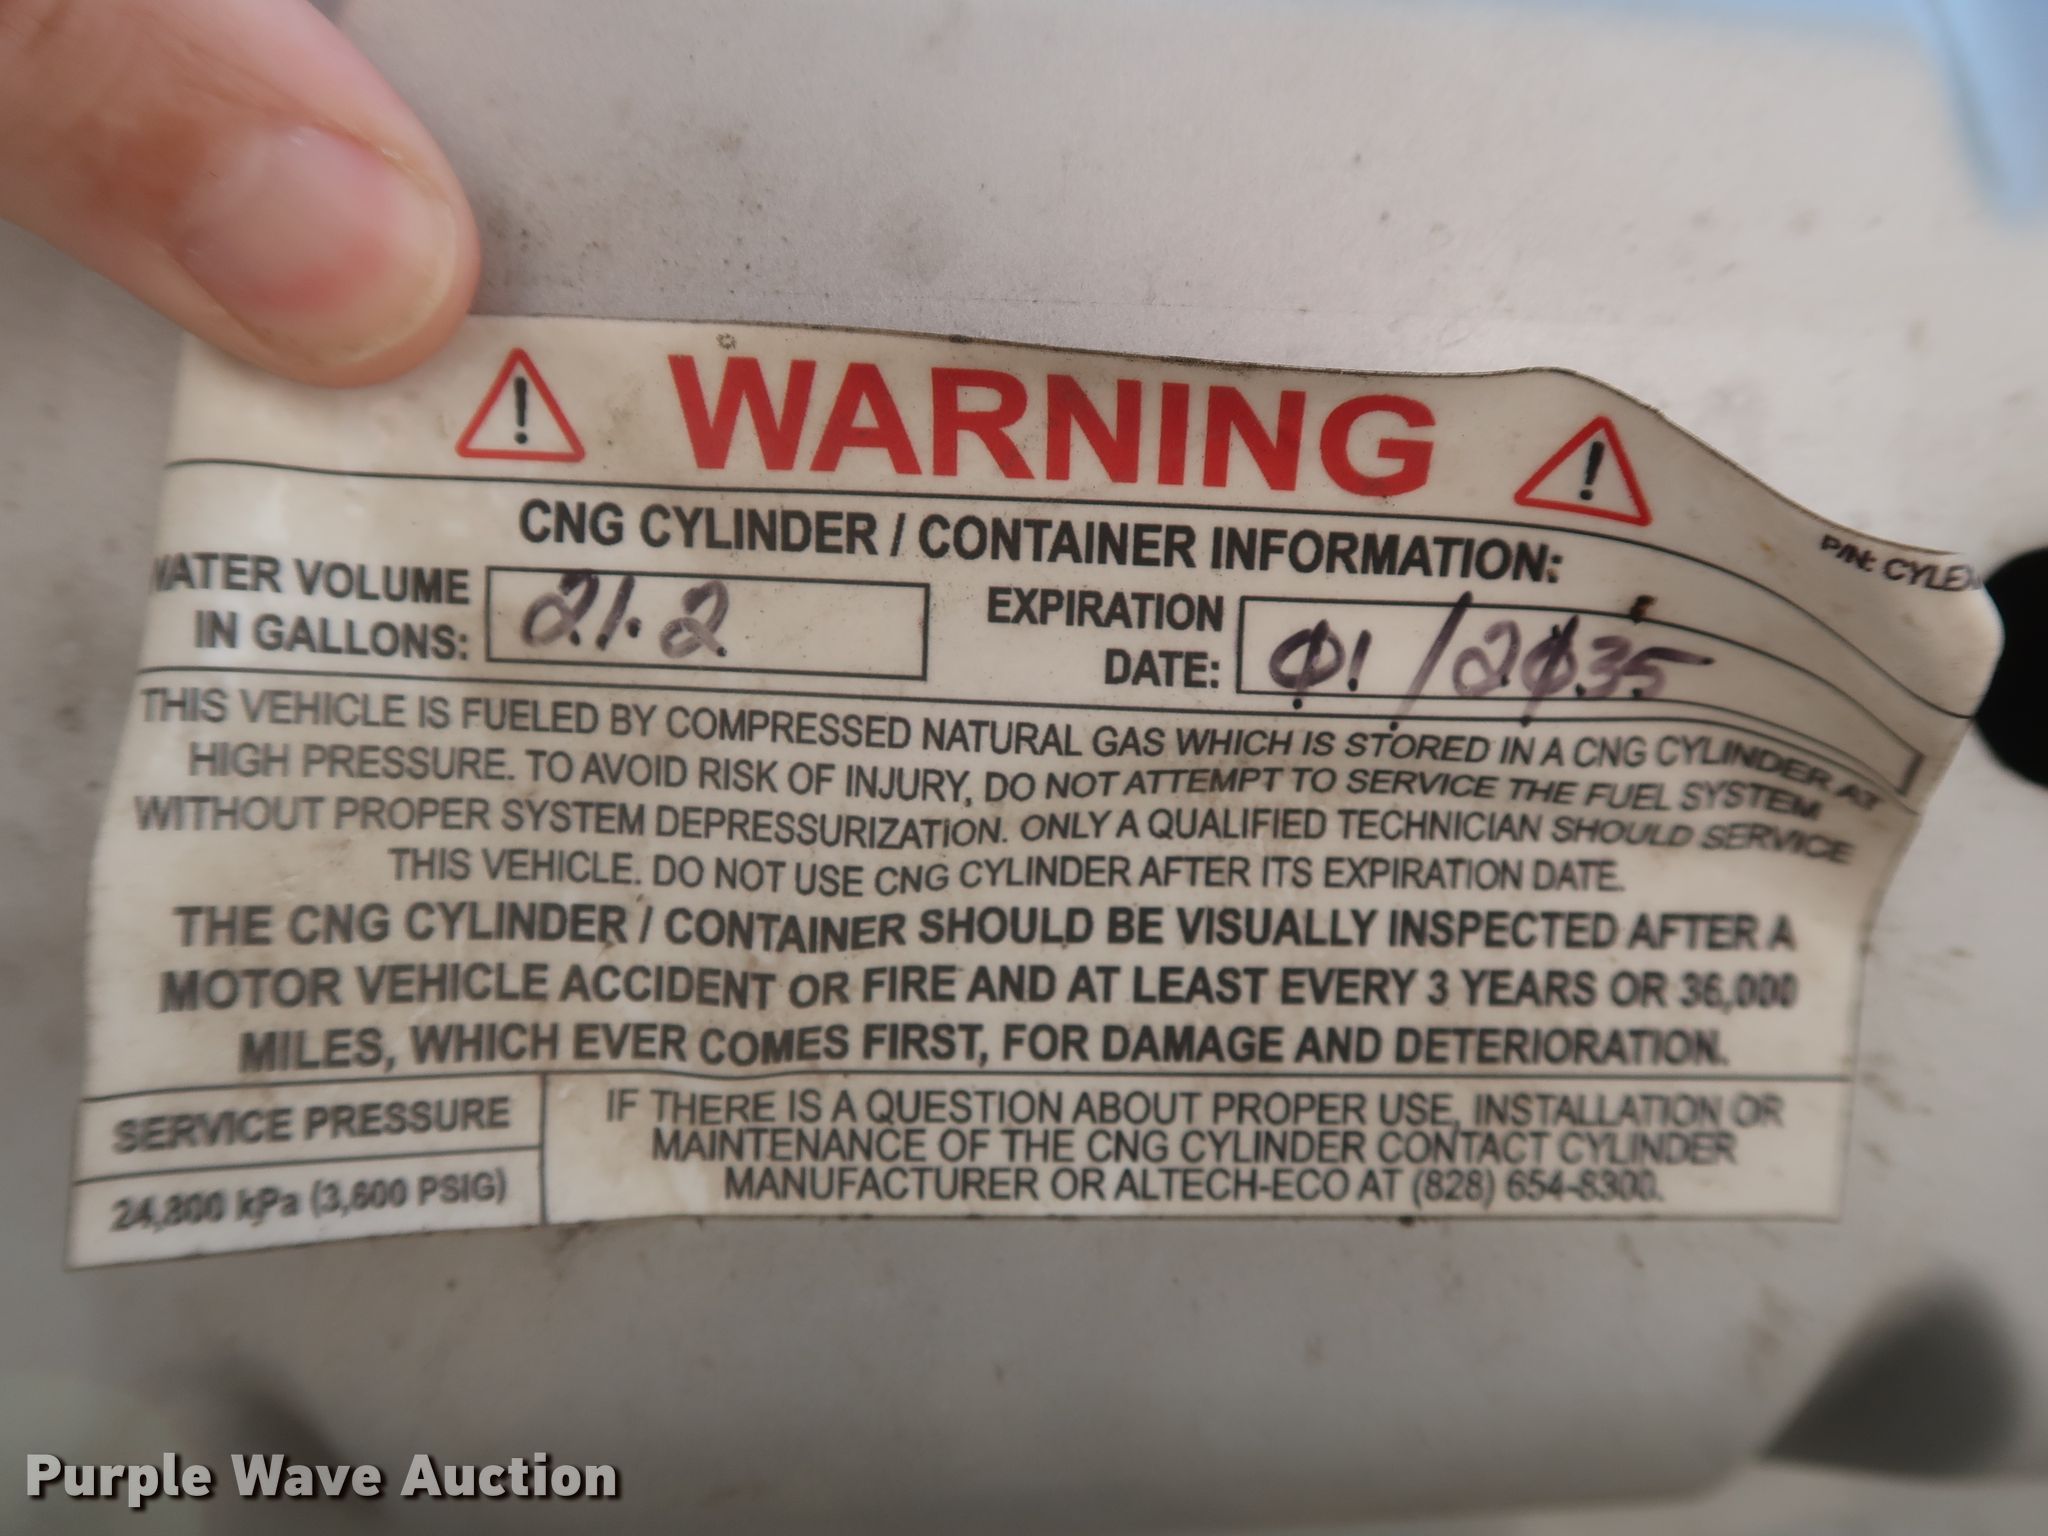 WARNING
P/N: CYLEX
CNG CYLINDER / CONTAINER INFORMATION:
WATER VOLUME IN GALLONS: 21.2
EXPIRATION DATE: 01/2035
THIS VEHICLE IS FUELED BY COMPRESSED NATURAL GAS WHICH IS STORED IN A CNG CYLINDER AT
HIGH PRESSURE. TO AVOID RISK OF INJURY, DO NOT ATTEMPT TO SERVICE THE FUEL SYSTEM
WITHOUT PROPER SYSTEM DEPRESSURIZATION. ONLY A QUALIFIED TECHNICIAN SHOULD SERVICE
THIS VEHICLE. DO NOT USE CNG CYLINDER AFTER ITS EXPIRATION DATE.
THE CNG CYLINDER / CONTAINER SHOULD BE VISUALLY INSPECTED AFTER A
MOTOR VEHICLE ACCIDENT OR FIRE AND AT LEAST EVERY 3 YEARS OR 36,000
MILES, WHICH EVER COMES FIRST, FOR DAMAGE AND DETERIORATION.
SERVICE PRESSURE
24,800 kPa (3,600 PSIG)
IF THERE IS A QUESTION ABOUT PROPER USE, INSTALLATION OR
MAINTENANCE OF THE CNG CYLINDER CONTACT CYLINDER
MANUFACTURER OR ALTECH-ECO AT (828) 654-8300.
Purple Wave Auction